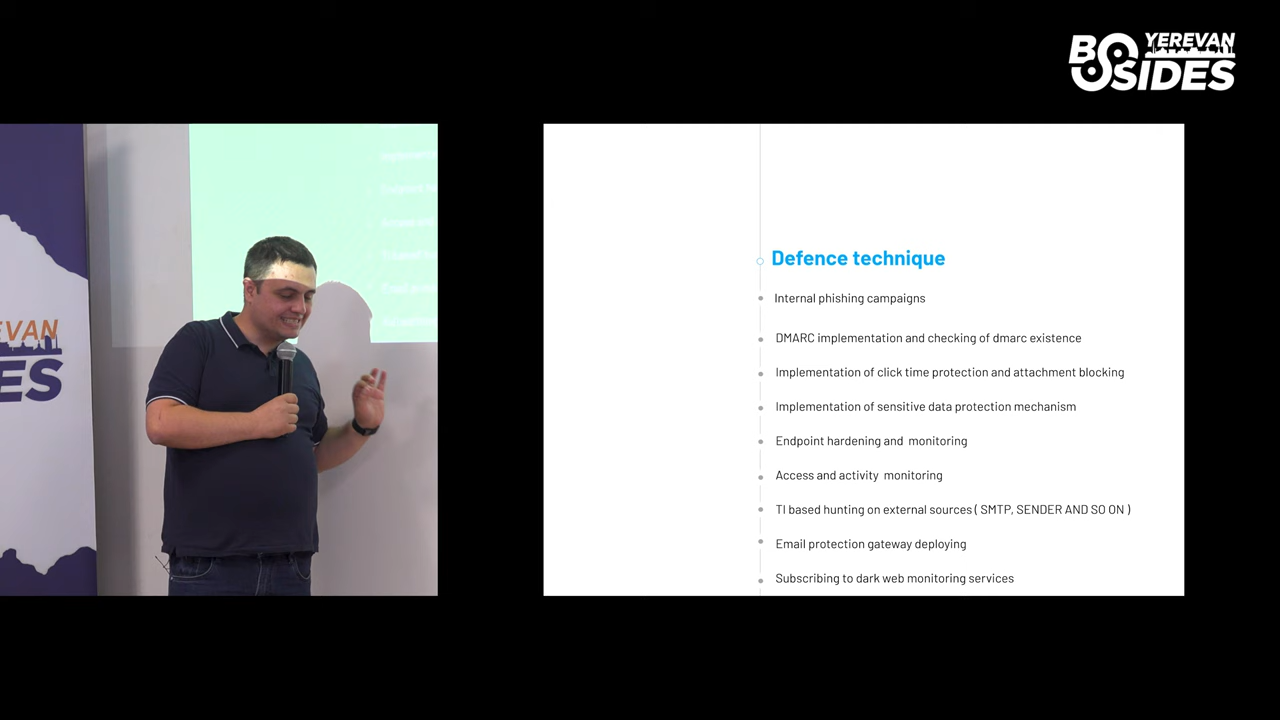 YEREVAN
BSIDES
EVAN
ES
Defence technique
Internal phishing campaigns
DMARC implementation and checking of dmarc existence
Implementation of click time protection and attachment blocking
Implementation of sensitive data protection mechanism
Endpoint hardening and  monitoring
Access and activity  monitoring
TI based hunting on external sources ( SMTP, SENDER AND SO ON )
Email protection gateway deploying
Subscribing to dark web monitoring services